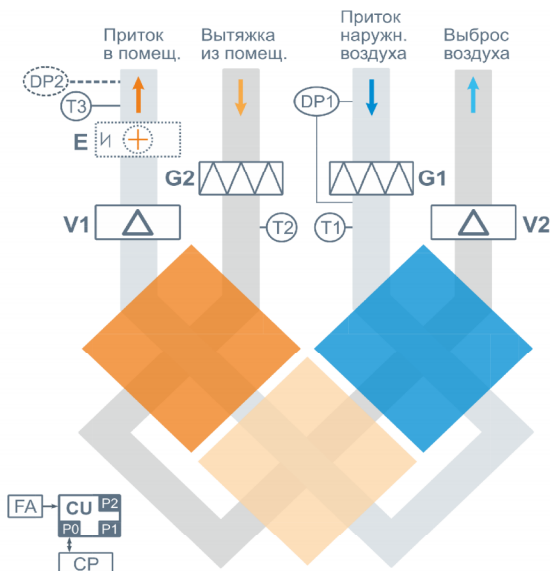 Приток
в помещ.
Вытяжка
из помещ.
Приток
наружн.
воздуха
Выброс
воздуха
DP2
DP1
T3
E
И
G2
G1
V1
T2
T1
V2
FA
CU
P2
P0
P1
CP